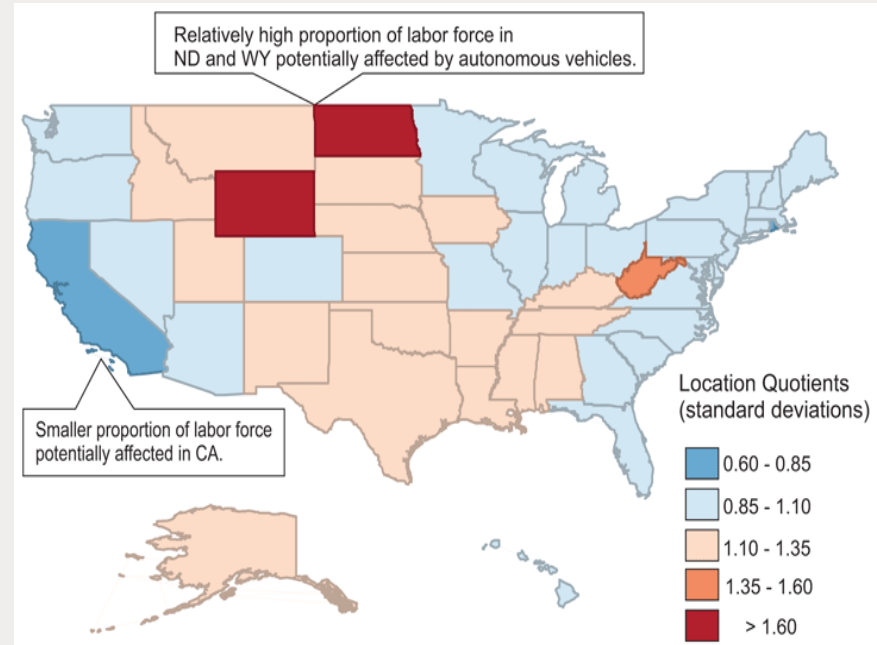 Relatively high proportion of labor force in
ND and WY potentially affected by autonomous vehicles.
Smaller proportion of labor force
potentially affected in CA.
Location Quotients
(standard deviations)
0.60 - 0.85
0.85 - 1.10
1.10 - 1.35
1.35 - 1.60
> 1.60